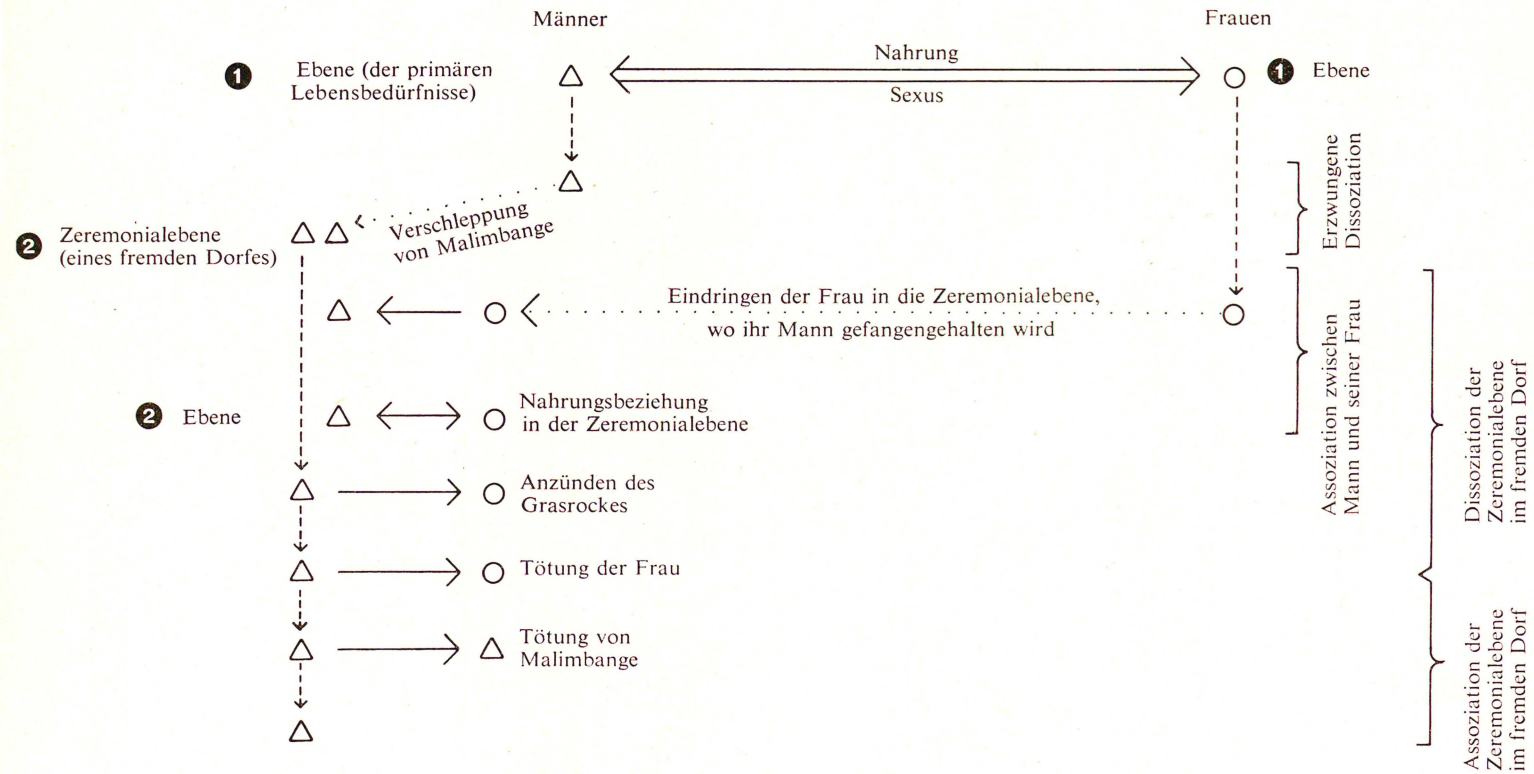 Männer
Frauen
1 Ebene (der primären
Lebensbedürfnisse)
Nahrung
Sexus
1 Ebene
Erzwungene
Dissoziation
Verschleppung
von Malimbange
2 Zeremonialebene
(eines fremden Dorfes)
Eindringen der Frau in die Zeremonialebene,
wo ihr Mann gefangengehalten wird
Assoziation zwischen
Mann und seiner Frau
2 Ebene
Nahrungsbeziehung
in der Zeremonialebene
Dissoziation der
Zeremonialebene
im fremden Dorf
Anzünden des
Grasrockes
Tötung der Frau
Tötung von
Malimbange
Assoziation der
Zeremonialebene
im fremden Dorf